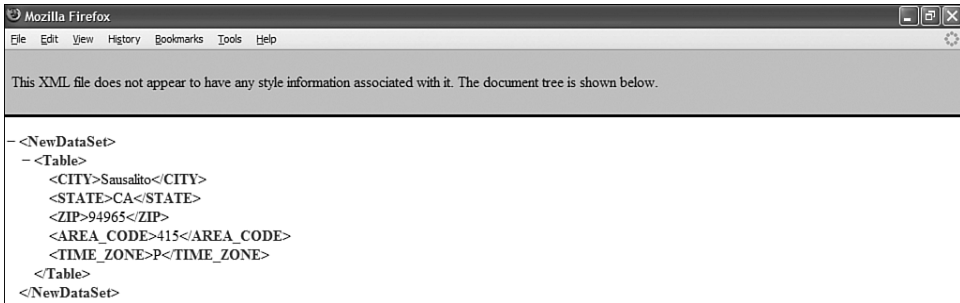 Mozilla Firefox
File Edit View History Bookmarks Tools Help
This XML file does not appear to have any style information associated with it. The document tree is shown below.
− <NewDataSet>
− <Table>
<CITY>Sausalito</CITY>
<STATE>CA</STATE>
<ZIP>94965</ZIP>
<AREA_CODE>415</AREA_CODE>
<TIME_ZONE>P</TIME_ZONE>
</Table>
</NewDataSet>